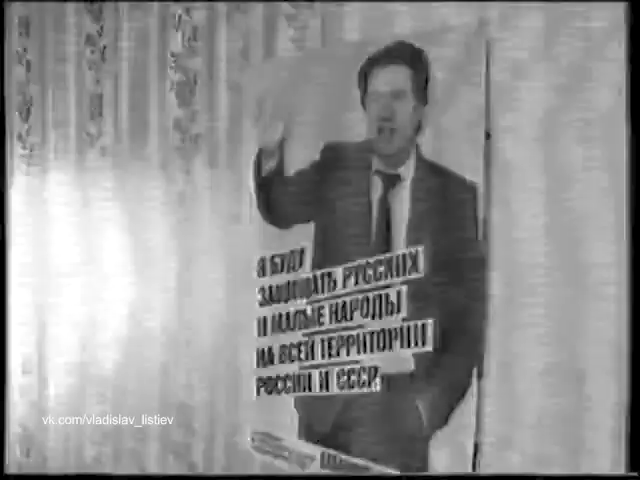 Я БУДУ
ЗАЩИЩАТЬ РУССКИХ
И МАЛЫЕ НАРОДЫ
НА ВСЕЙ ТЕРРИТОРИИ
РОССИИ И СССР
vk.com/vladislav_listiev